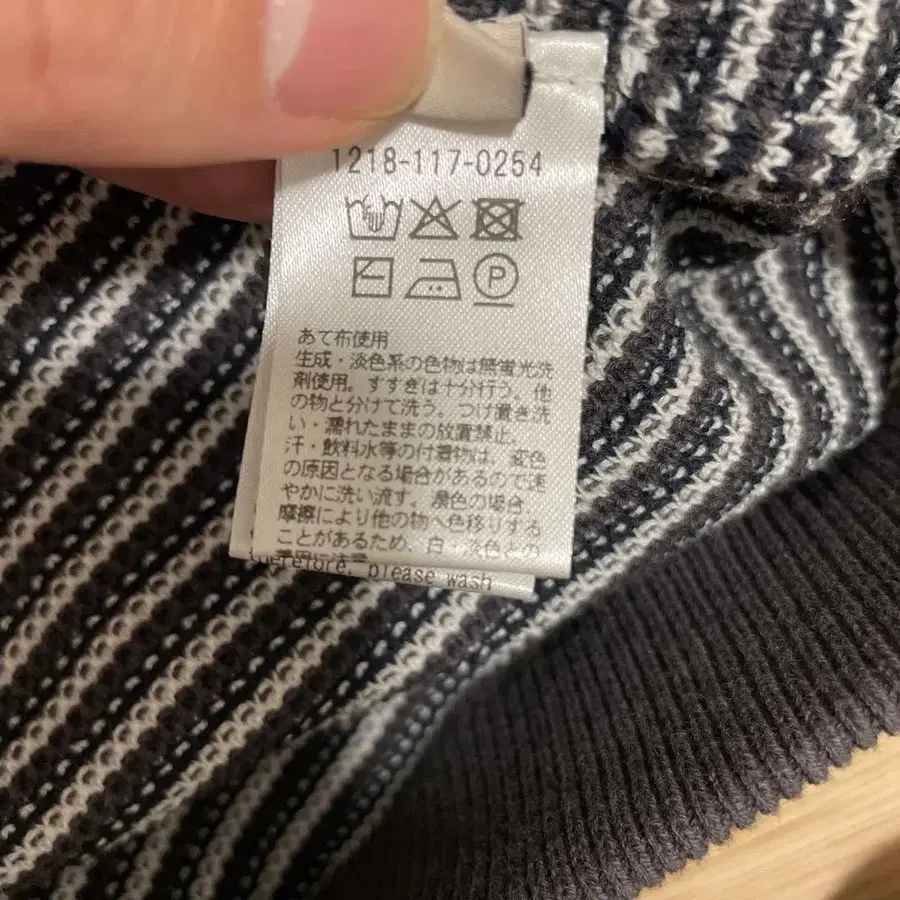 1218-117-0254
P
あて布使用
生成・淡色系の色物は無蛍光洗
剤使用。すすぎは十分行う。他
の物と分けて洗う。つけ置き洗
い・濡れたままの放置禁止。
汗・飲料水等の付着物は、変色
の原因となる場合があるので速
やかに洗い流す。濃色の場合
摩擦により他の物へ色移りする
ことがあるため、白・淡色との
着用に注意
therefore, please wash